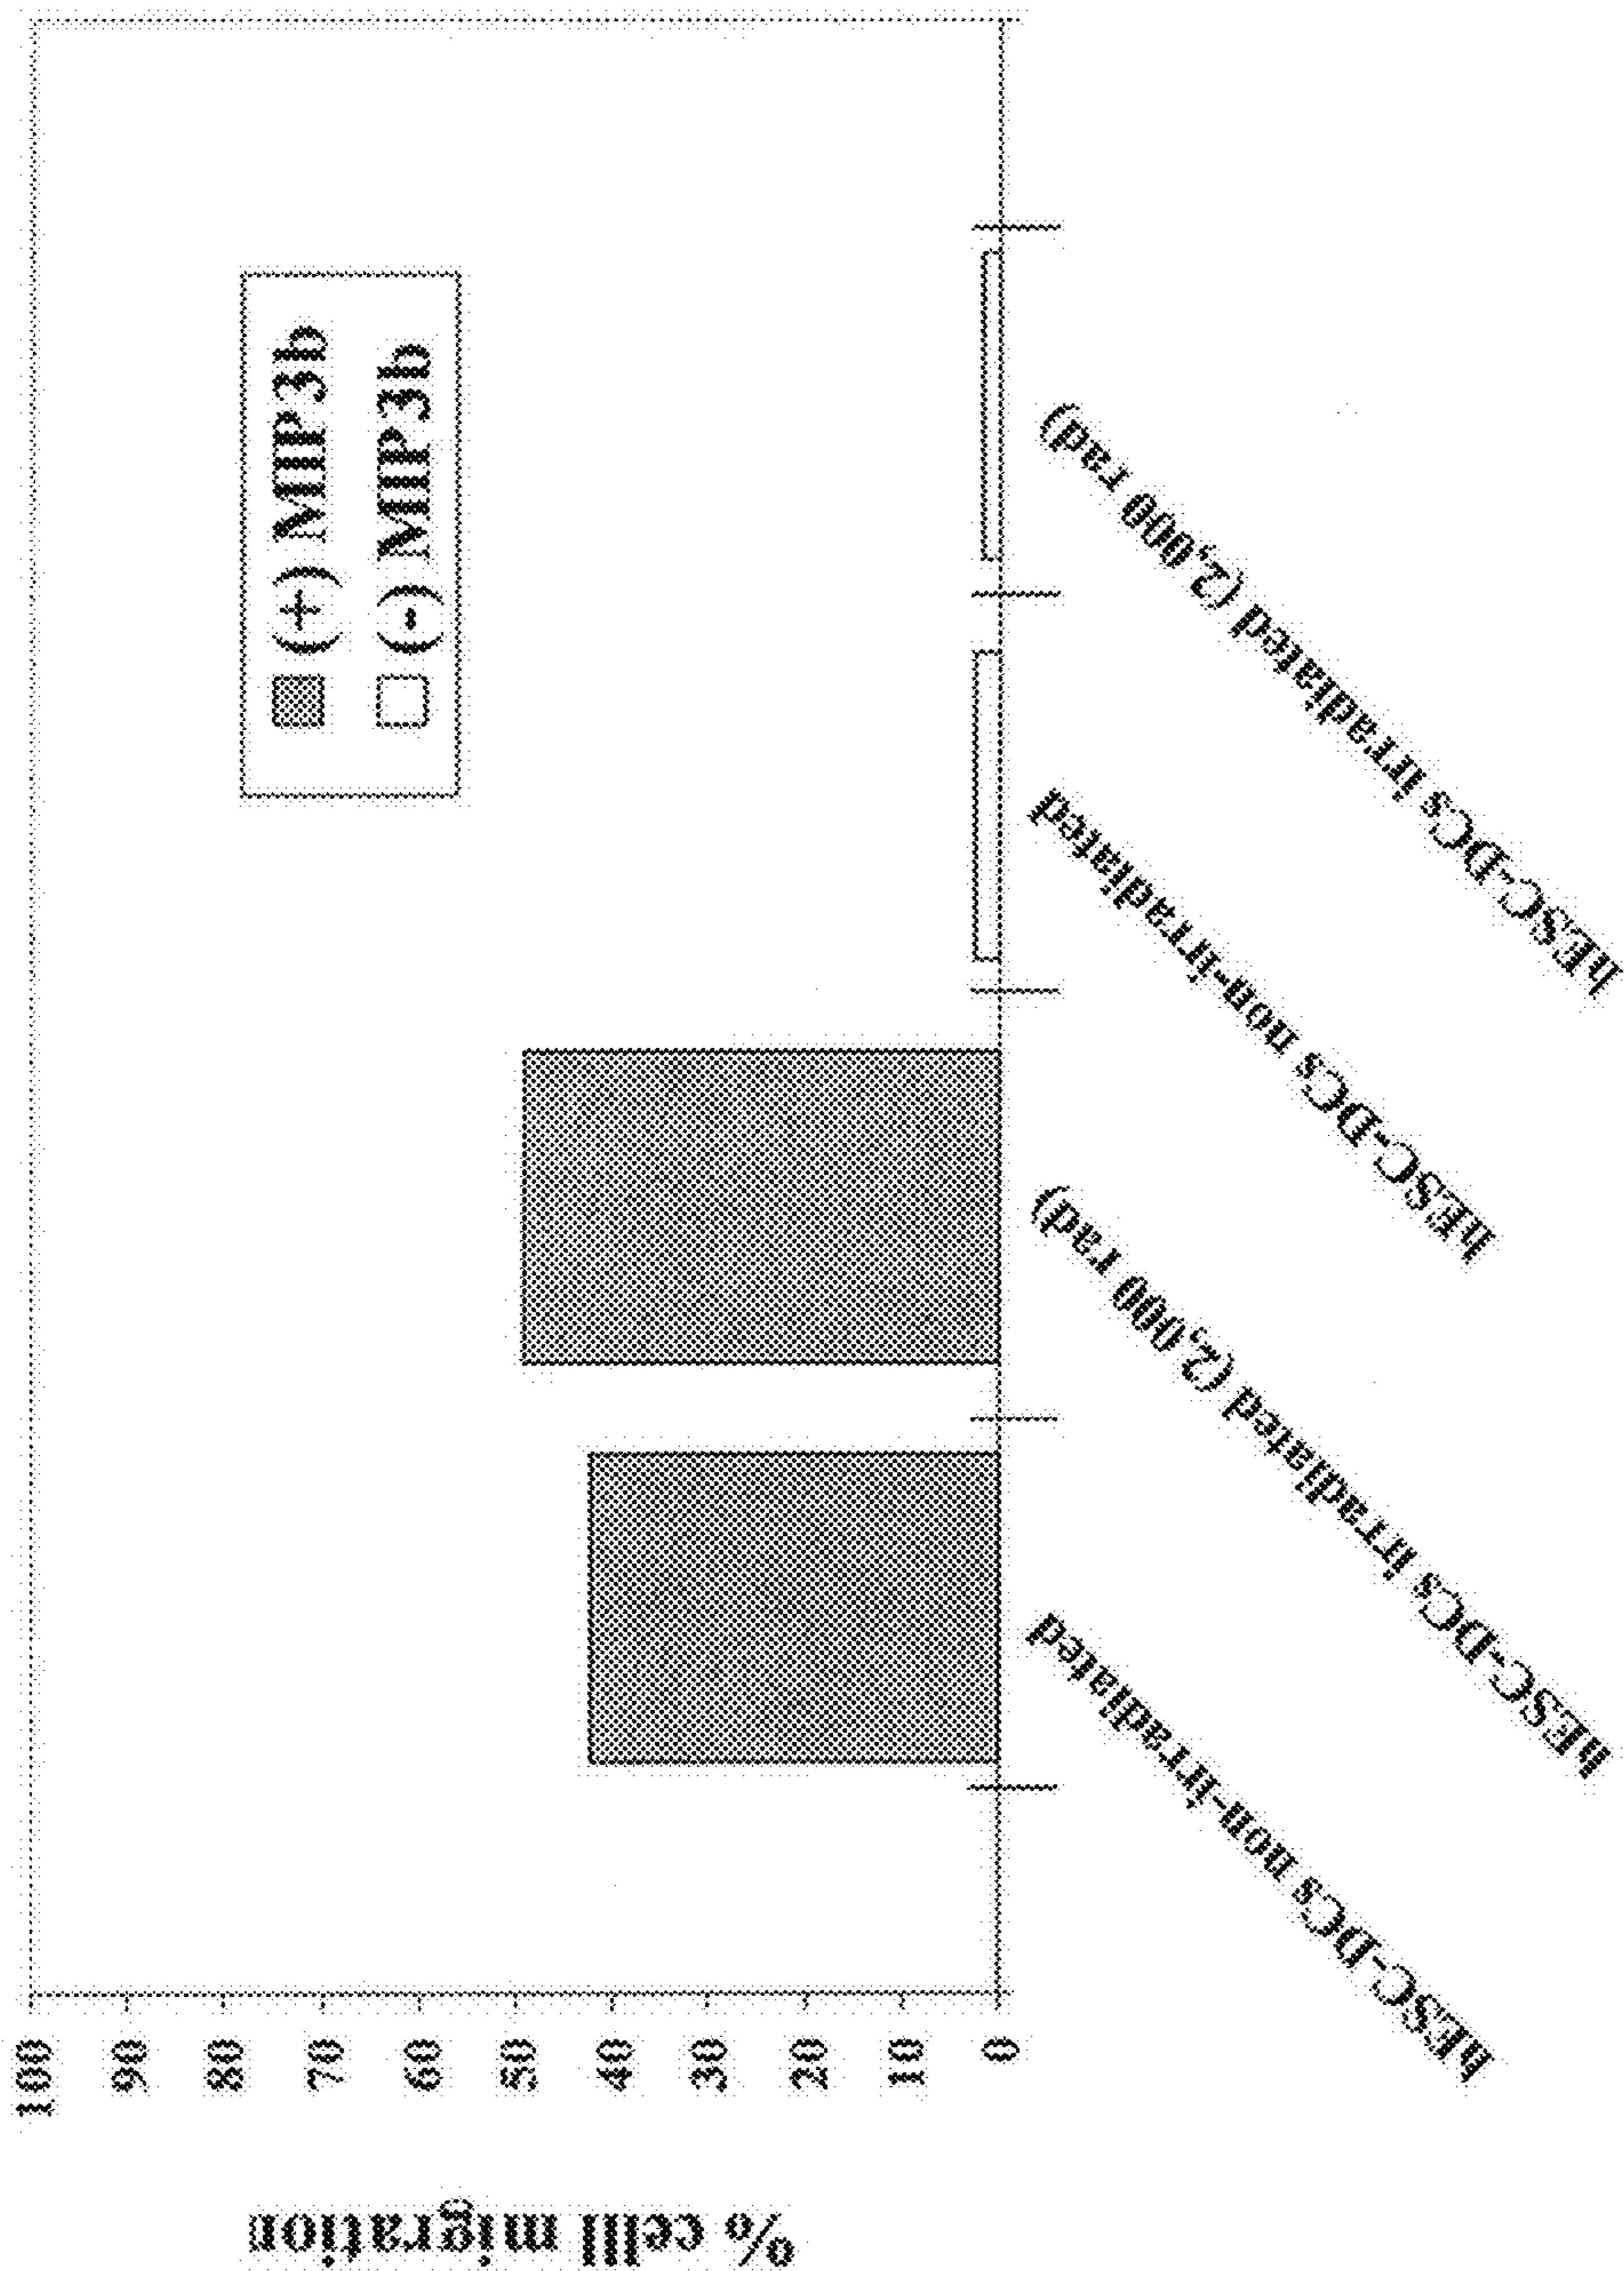 % celll migration
100
90
80
70
60
50
40
30
20
10
0
(+) MIP3b
(-) MIP3b
hESC-DCs non-irradiated
hESC-DCs irradiated (2,000 rad)
hESC-DCs non-irradiated
hESC-DCs irradiated (2,000 rad)